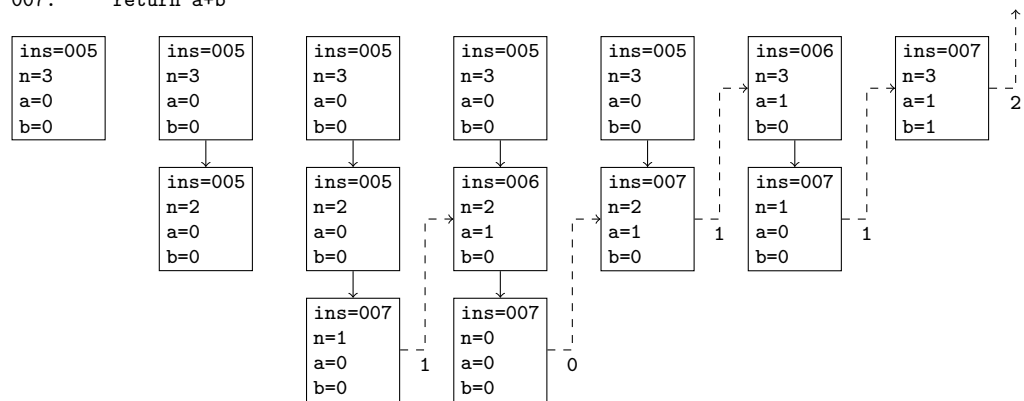 007:    return a+b
ins=005
n=3
a=0
b=0
ins=005
n=3
a=0
b=0
ins=005
n=3
a=0
b=0
ins=005
n=3
a=0
b=0
ins=005
n=3
a=0
b=0
ins=006
n=3
a=1
b=0
ins=007
n=3
a=1
b=1
2
ins=005
n=2
a=0
b=0
ins=005
n=2
a=0
b=0
ins=006
n=2
a=1
b=0
ins=007
n=2
a=1
b=0
1
ins=007
n=1
a=0
b=0
1
ins=007
n=1
a=0
b=0
1
ins=007
n=0
a=0
b=0
0